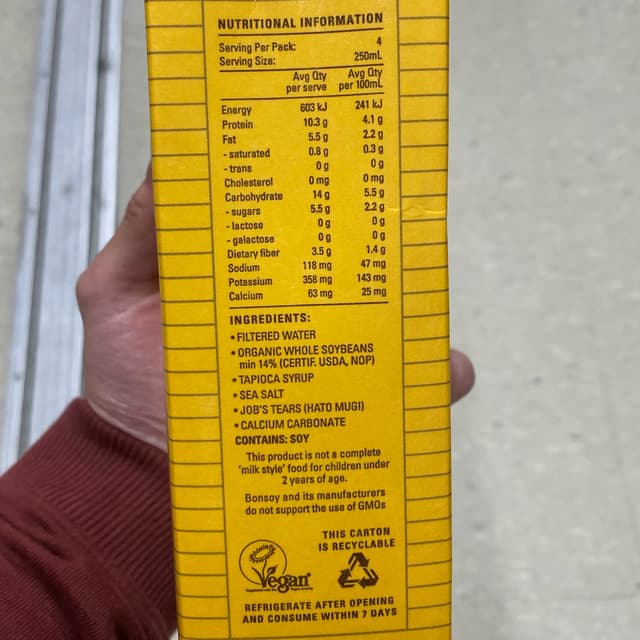 NUTRITIONAL INFORMATION
Serving Per Pack: 4
Serving Size: 250mL
Avg Qty per serve Avg Qty per 100mL
Energy 603 kJ 241 kJ
Protein 10.3 g 4.1 g
Fat 5.5 g 2.2 g
- saturated 0.8 g 0.3 g
- trans 0 g 0 g
Cholesterol 0 mg 0 mg
Carbohydrate 14 g 5.5 g
- sugars 5.5 g 2.2 g
- lactose 0 g 0 g
- galactose 0 g 0 g
Dietary fiber 3.5 g 1.4 g
Sodium 118 mg 47 mg
Potassium 358 mg 143 mg
Calcium 63 mg 25 mg
INGREDIENTS:
• FILTERED WATER
• ORGANIC WHOLE SOYBEANS
min 14% (CERTIF. USDA, NOP)
• TAPIOCA SYRUP
• SEA SALT
• JOB'S TEARS (HATO MUGI)
• CALCIUM CARBONATE
CONTAINS: SOY
This product is not a complete
'milk style' food for children under
2 years of age.
Bonsoy and its manufacturers
do not support the use of GMOs
THIS CARTON
IS RECYCLABLE
Vegan
REFRIGERATE AFTER OPENING
AND CONSUME WITHIN 7 DAYS